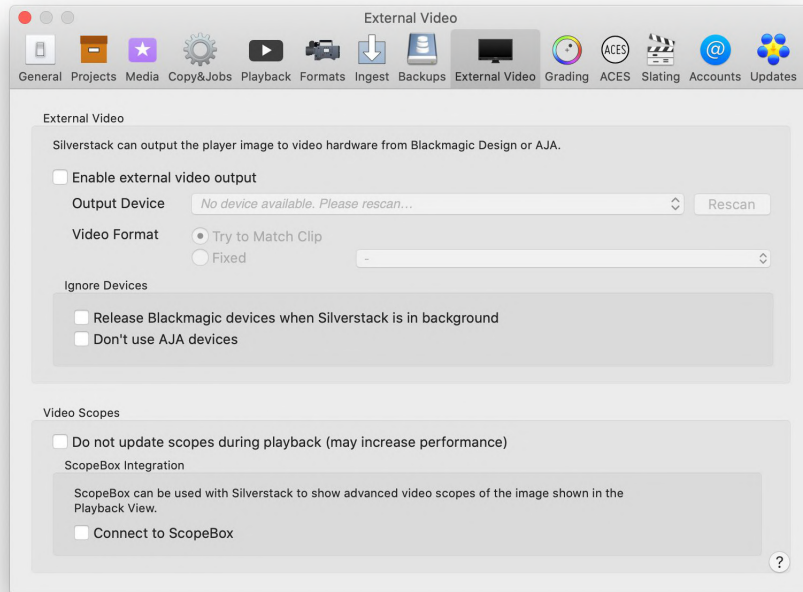 External Video
General Projects Media Copy&Jobs Playback Formats Ingest Backups External Video Grading ACES Slating Accounts Updates
ACES
@
External Video
Silverstack can output the player image to video hardware from Blackmagic Design or AJA.
Enable external video output
Output Device No device available. Please rescan... Rescan
Video Format Try to Match Clip
Fixed -
Ignore Devices
Release Blackmagic devices when Silverstack is in background
Don't use AJA devices
Video Scopes
Do not update scopes during playback (may increase performance)
ScopeBox Integration
ScopeBox can be used with Silverstack to show advanced video scopes of the image shown in the
Playback View.
Connect to ScopeBox
?